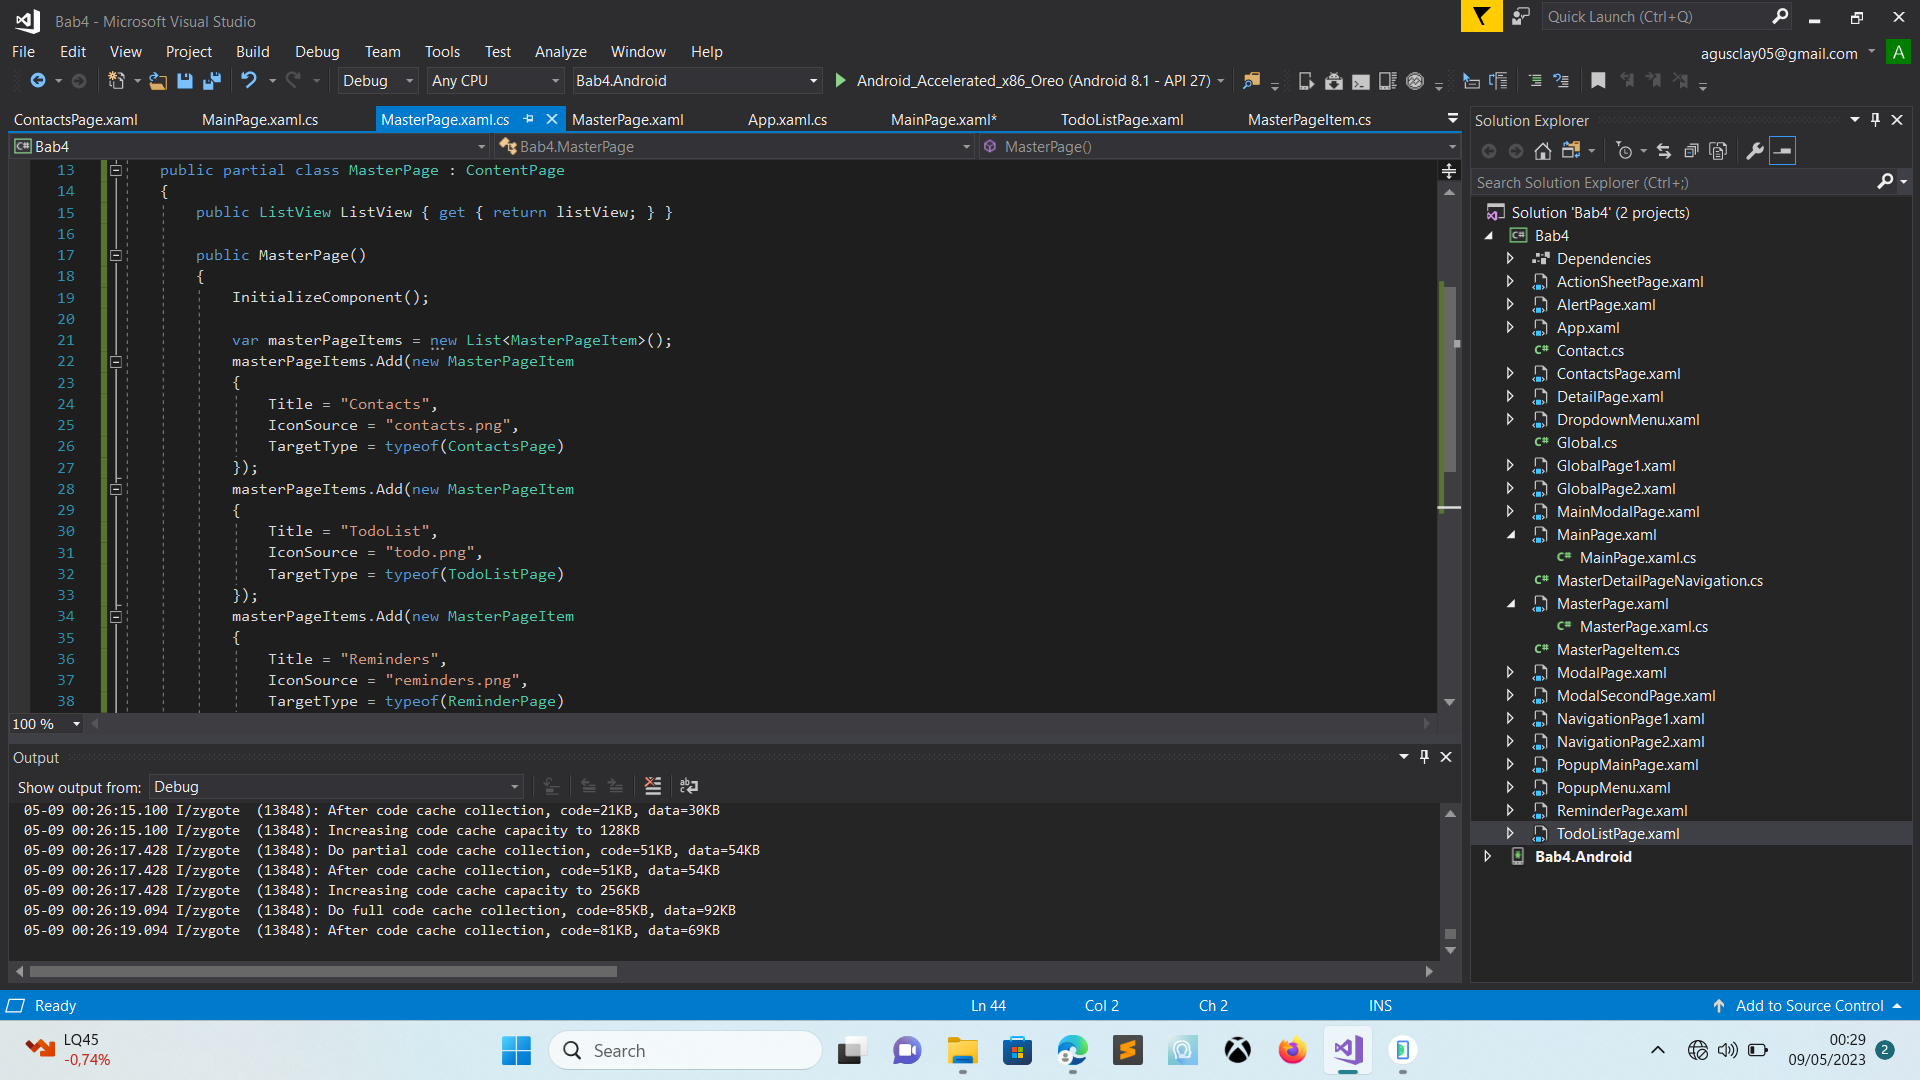 Bab4 - Microsoft Visual Studio
Quick Launch (Ctrl+Q)
File Edit View Project Build Debug Team Tools Test Analyze Window Help
agusclay05@gmail.com A
Debug Any CPU Bab4.Android Android_Accelerated_x86_Oreo (Android 8.1 - API 27)
ContactsPage.xaml MainPage.xaml.cs MasterPage.xaml.cs MasterPage.xaml App.xaml.cs MainPage.xaml* TodoListPage.xaml MasterPageItem.cs
C# Bab4 Bab4.MasterPage MasterPage()
13 public partial class MasterPage : ContentPage
14 {
15 public ListView ListView { get { return listView; } }
16
17 public MasterPage()
18 {
19 InitializeComponent();
20
21 var masterPageItems = new List<MasterPageItem>();
22 masterPageItems.Add(new MasterPageItem
23 {
24 Title = "Contacts",
25 IconSource = "contacts.png",
26 TargetType = typeof(ContactsPage)
27 });
28 masterPageItems.Add(new MasterPageItem
29 {
30 Title = "TodoList",
31 IconSource = "todo.png",
32 TargetType = typeof(TodoListPage)
33 });
34 masterPageItems.Add(new MasterPageItem
35 {
36 Title = "Reminders",
37 IconSource = "reminders.png",
38 TargetType = typeof(ReminderPage)
100 %
Output
Show output from: Debug
05-09 00:26:15.100 I/zygote (13848): After code cache collection, code=21KB, data=30KB
05-09 00:26:15.100 I/zygote (13848): Increasing code cache capacity to 128KB
05-09 00:26:17.428 I/zygote (13848): Do partial code cache collection, code=51KB, data=54KB
05-09 00:26:17.428 I/zygote (13848): After code cache collection, code=51KB, data=54KB
05-09 00:26:17.428 I/zygote (13848): Increasing code cache capacity to 256KB
05-09 00:26:19.094 I/zygote (13848): Do full code cache collection, code=85KB, data=92KB
05-09 00:26:19.094 I/zygote (13848): After code cache collection, code=81KB, data=69KB
Solution Explorer
Search Solution Explorer (Ctrl+;)
Solution 'Bab4' (2 projects)
C# Bab4
Dependencies
ActionSheetPage.xaml
AlertPage.xaml
App.xaml
C# Contact.cs
ContactsPage.xaml
DetailPage.xaml
DropdownMenu.xaml
C# Global.cs
GlobalPage1.xaml
GlobalPage2.xaml
MainModalPage.xaml
MainPage.xaml
C# MainPage.xaml.cs
C# MasterDetailPageNavigation.cs
MasterPage.xaml
C# MasterPage.xaml.cs
C# MasterPageItem.cs
ModalPage.xaml
ModalSecondPage.xaml
NavigationPage1.xaml
NavigationPage2.xaml
PopupMainPage.xaml
PopupMenu.xaml
ReminderPage.xaml
TodoListPage.xaml
Bab4.Android
Ready Ln 44 Col 2 Ch 2 INS Add to Source Control
LQ45
-0,74%
Search
00:29
09/05/2023
2